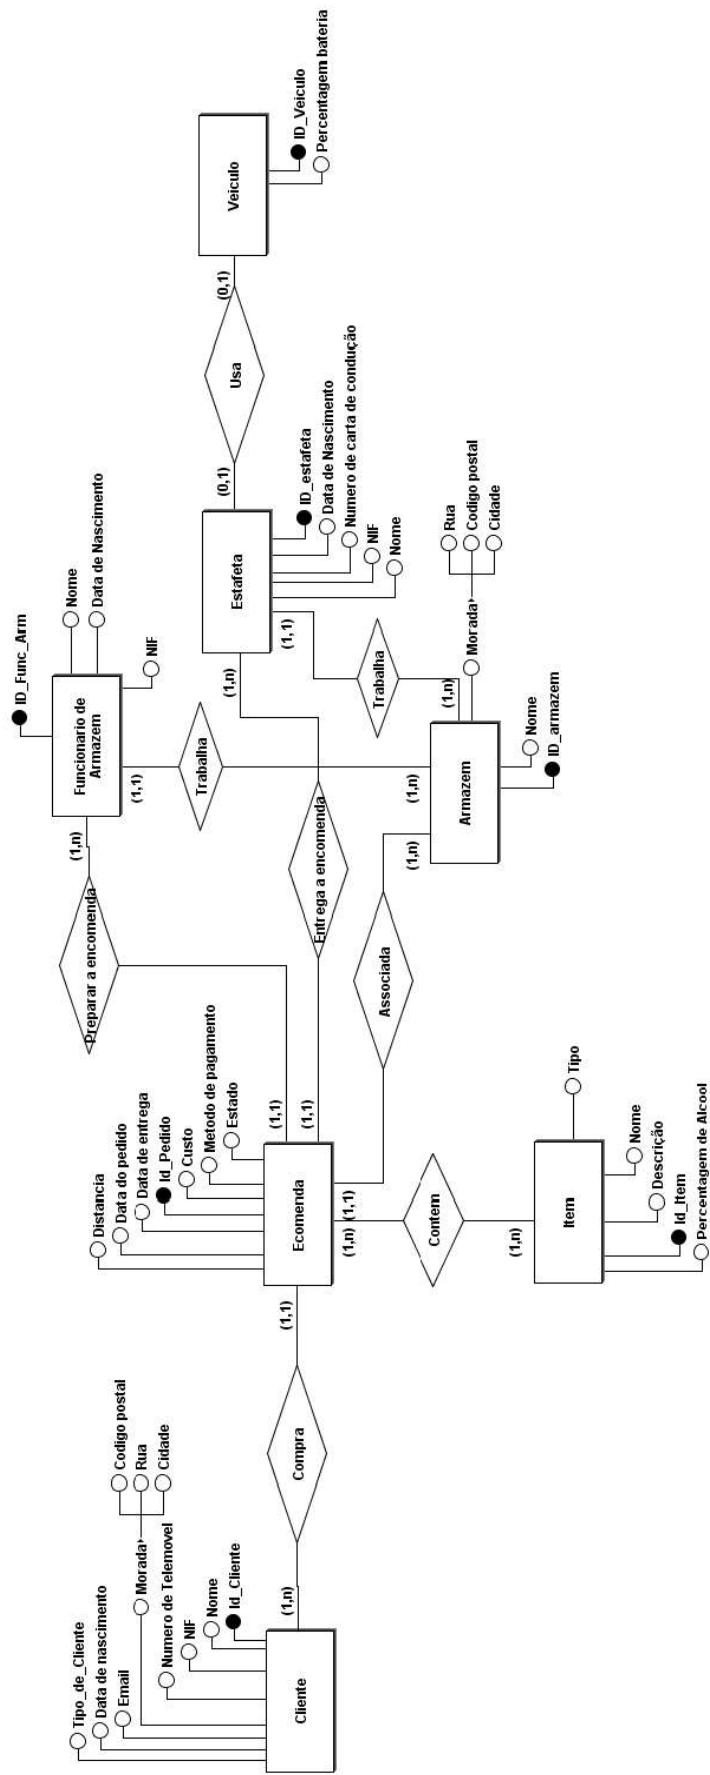 Tipo_de_Cliente
Data de nascimento
Email
Morada
Codigo postal
Rua
Cidade
Numero de Telemovel
NIF
Nome
Id_Cliente
Cliente
(1,n)
Compra
(1,1)
Distancia
Data do pedido
Data de entrega
Id_Pedido
Custo
Metodo de pagamento
Estado
Ecomenda
(1,1)
(1,1)
(1,1)
(1,n)
Contem
(1,n)
Item
Tipo
Nome
Descrição
Id_Item
Percentagem de Alcool
Preparar a encomenda
(1,n)
Entrega a encomenda
(1,n)
Associada
(1,n)
ID_Func_Arm
Nome
Data de Nascimento
NIF
Funcionario de
Armazem
(1,1)
Trabalha
(1,n)
Armazem
Nome
ID_armazem
Morada
Rua
Codigo postal
Cidade
(1,n)
Trabalha
(1,1)
Estafeta
ID_estafeta
Data de Nascimento
Numero de carta de condução
NIF
Nome
(0,1)
Usa
(0,1)
Veiculo
ID_Veiculo
Percentagem bateria